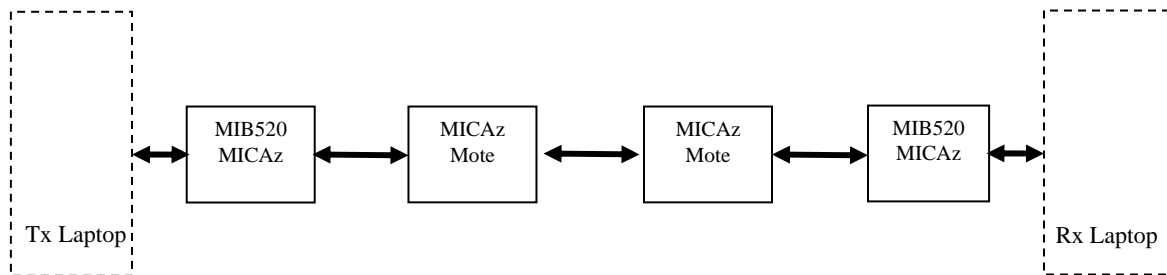 MIB520
MICAz
MICAz
Mote
MICAz
Mote
MIB520
MICAz
Tx Laptop
Rx Laptop